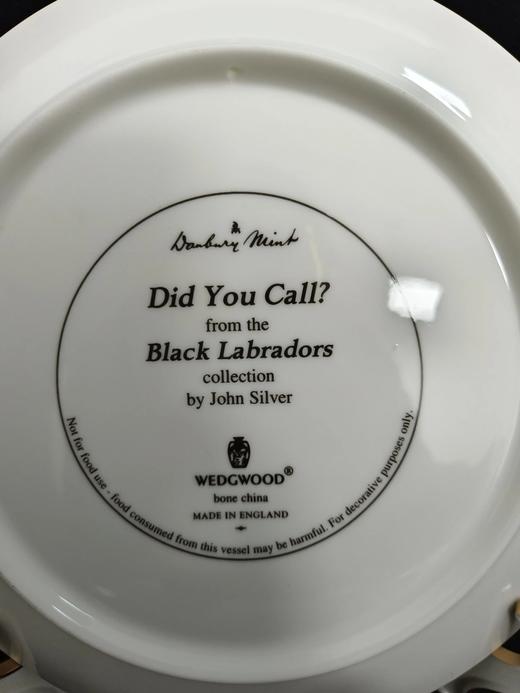 Danbury Mint
Did You Call?
from the
Black Labradors
collection
by John Silver
WEDGWOOD®
bone china
MADE IN ENGLAND
Not for food use - food consumed from this vessel may be harmful. For decorative purposes only.